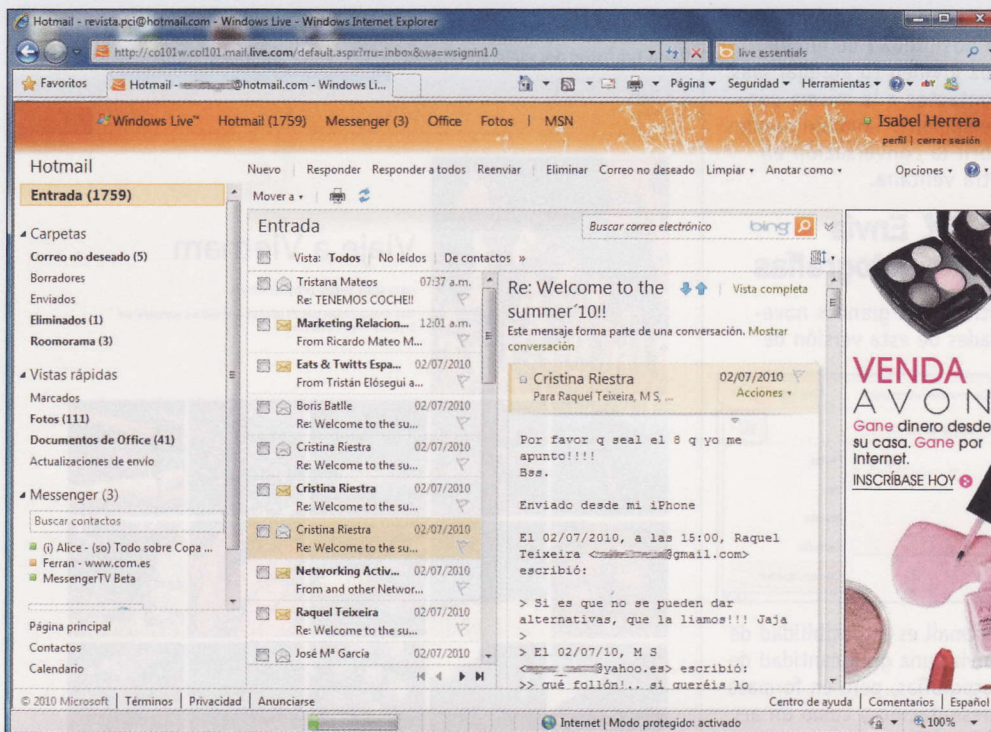 Hotmail - revista.pci@hotmail.com - Windows Live - Windows Internet Explorer
http://co101w.col101.mail.live.com/default.aspx?rru=inbox&wa=wsignin1.0
live essentials
Favoritos
Hotmail - @hotmail.com - Windows Li...
Página Seguridad Herramientas
Windows Live™ Hotmail (1759) Messenger (3) Office Fotos | MSN
Isabel Herrera
perfil | cerrar sesión
Hotmail
Nuevo | Responder Responder a todos Reenviar | Eliminar Correo no deseado Limpiar Anotar como
Opciones
Entrada (1759)
Mover a
Carpetas
Correo no deseado (5)
Borradores
Enviados
Eliminados (1)
Roomorama (3)
Vistas rápidas
Marcados
Fotos (111)
Documentos de Office (41)
Actualizaciones de envío
Messenger (3)
Buscar contactos
(i) Alice - (so) Todo sobre Copa ...
Ferran - www.com.es
MessengerTV Beta
Página principal
Contactos
Calendario
Entrada
Buscar correo electrónico bing
Vista: Todos | No leídos | De contactos »
Tristana Mateos 07:37 a.m.
Re: TENEMOS COCHE!!
Marketing Relacion... 12:01 a.m.
From Ricardo Mateo M...
Eats & Twitts Espa... 02/07/2010
From Tristán Elósegui a...
Boris Batlle 02/07/2010
Re: Welcome to the su...
Cristina Riestra 02/07/2010
Re: Welcome to the su...
Cristina Riestra 02/07/2010
Re: Welcome to the su...
Cristina Riestra 02/07/2010
Re: Welcome to the su...
Networking Activ... 02/07/2010
From and other Networ...
Raquel Teixeira 02/07/2010
Re: Welcome to the su...
José Mª García 02/07/2010
Re: Welcome to the
summer´10!!
Vista completa
Este mensaje forma parte de una conversación. Mostrar
conversación
Cristina Riestra 02/07/2010
Para Raquel Teixeira, M S, ...
Acciones
Por favor q seal el 8 q yo me
apunto!!!!
Bss.
Enviado desde mi iPhone
El 02/07/2010, a las 15:00, Raquel
Teixeira < @gmail.com>
escribió:
> Si es que no se pueden dar
alternativas, que la liamos!!! Jaja
>
> El 02/07/10, M S
< @yahoo.es> escribió:
>> qué follón!.. si queréis lo
VENDA
AVON
Gane dinero desde
su casa. Gane por
Internet.
INSCRÍBASE HOY
© 2010 Microsoft | Términos | Privacidad | Anunciarse
Centro de ayuda | Comentarios | Español
Internet | Modo protegido: activado
100%